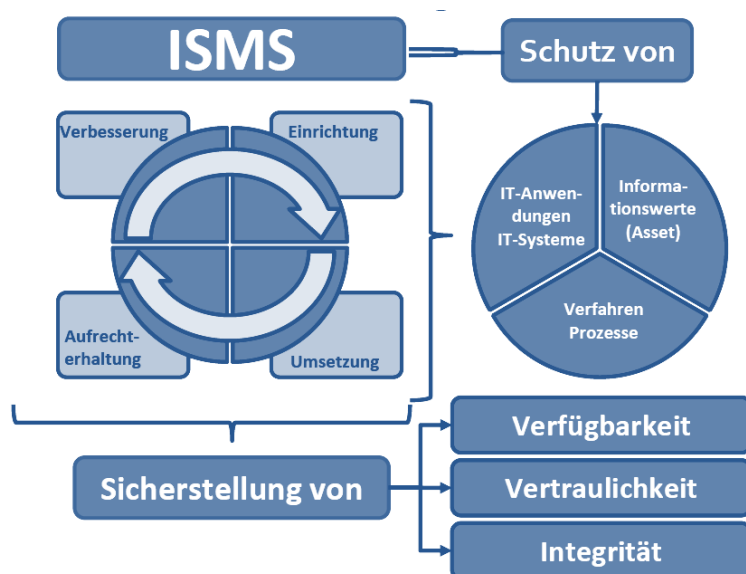 ISMS
Schutz von
Verbesserung
Einrichtung
Aufrecht-
erhaltung
Umsetzung
IT-Anwen-
dungen
IT-Systeme
Informa-
tionswerte
(Asset)
Verfahren
Prozesse
Sicherstellung von
Verfügbarkeit
Vertraulichkeit
Integrität